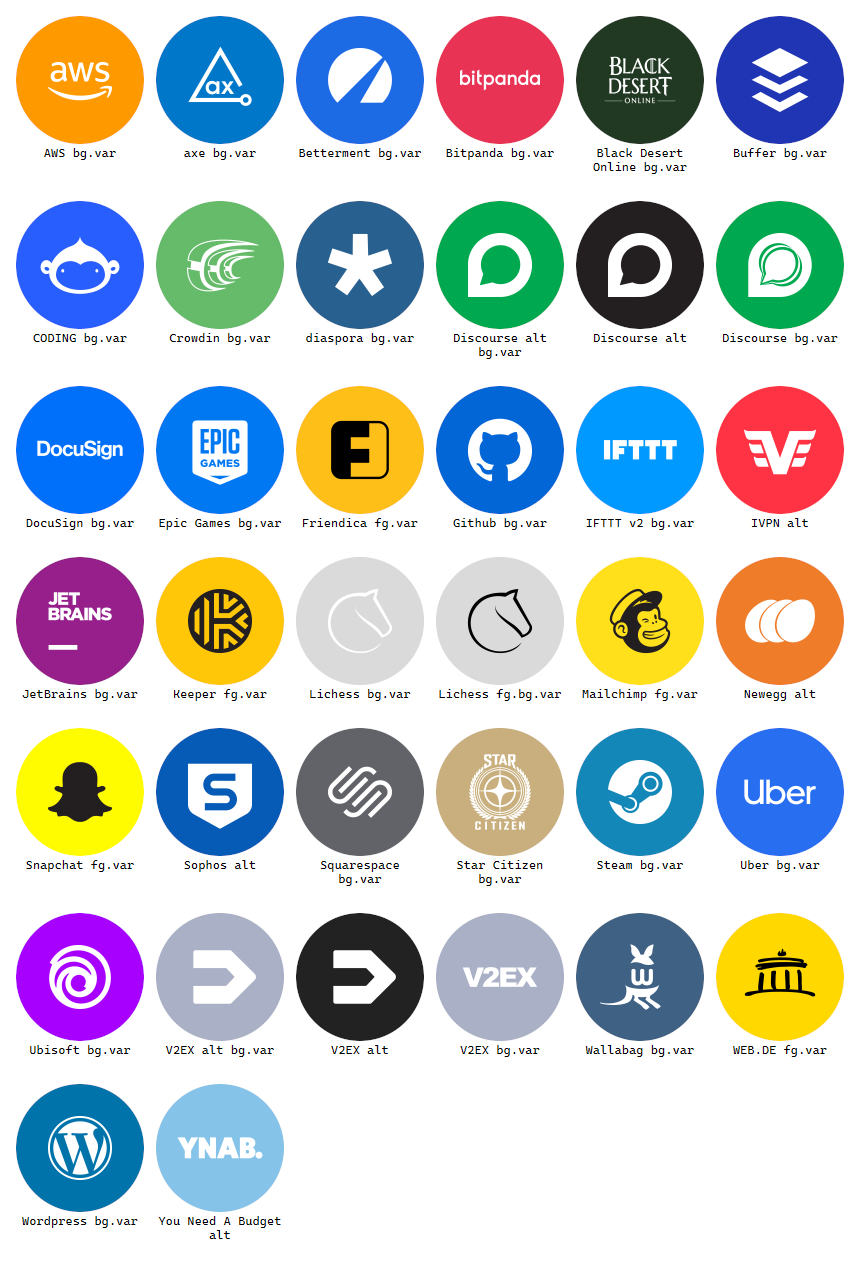 aws
ax
bitpanda
BLACK
DESERT
ONLINE
AWS bg.var
axe bg.var
Betterment bg.var
Bitpanda bg.var
Black Desert
Online bg.var
Buffer bg.var
CODING bg.var
Crowdin bg.var
diaspora bg.var
Discourse alt
bg.var
Discourse alt
Discourse bg.var
DocuSign
EPIC
GAMES
IFTTT
V
DocuSign bg.var
Epic Games bg.var
Friendica fg.var
Github bg.var
IFTTT v2 bg.var
IVPN alt
JET
BRAINS
JetBrains bg.var
Keeper fg.var
Lichess bg.var
Lichess fg.bg.var
Mailchimp fg.var
Newegg alt
S
STAR
CITIZEN
Uber
Snapchat fg.var
Sophos alt
Squarespace
bg.var
Star Citizen
bg.var
Steam bg.var
Uber bg.var
V2EX
w
Ubisoft bg.var
V2EX alt bg.var
V2EX alt
V2EX bg.var
Wallabag bg.var
WEB.DE fg.var
W
YNAB.
Wordpress bg.var
You Need A Budget
alt